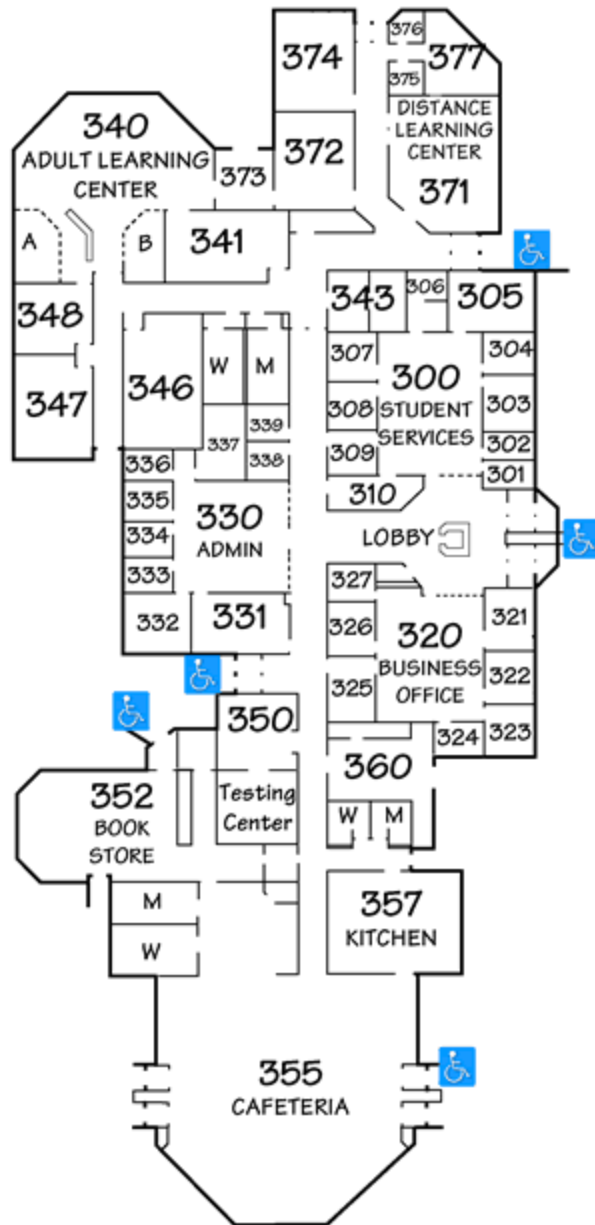 376
374
377
375
340
DISTANCE
LEARNING
CENTER
ADULT LEARNING
CENTER
372
373
371
A
B
341
348
343
306
305
W
M
307
304
346
300
347
308
STUDENT
SERVICES
303
339
337
309
302
336
338
301
335
310
330
ADMIN
334
LOBBY
333
327
332
331
326
320
BUSINESS
OFFICE
321
322
325
350
324
323
360
352
BOOK
STORE
Testing
Center
W
M
M
357
KITCHEN
W
355
CAFETERIA